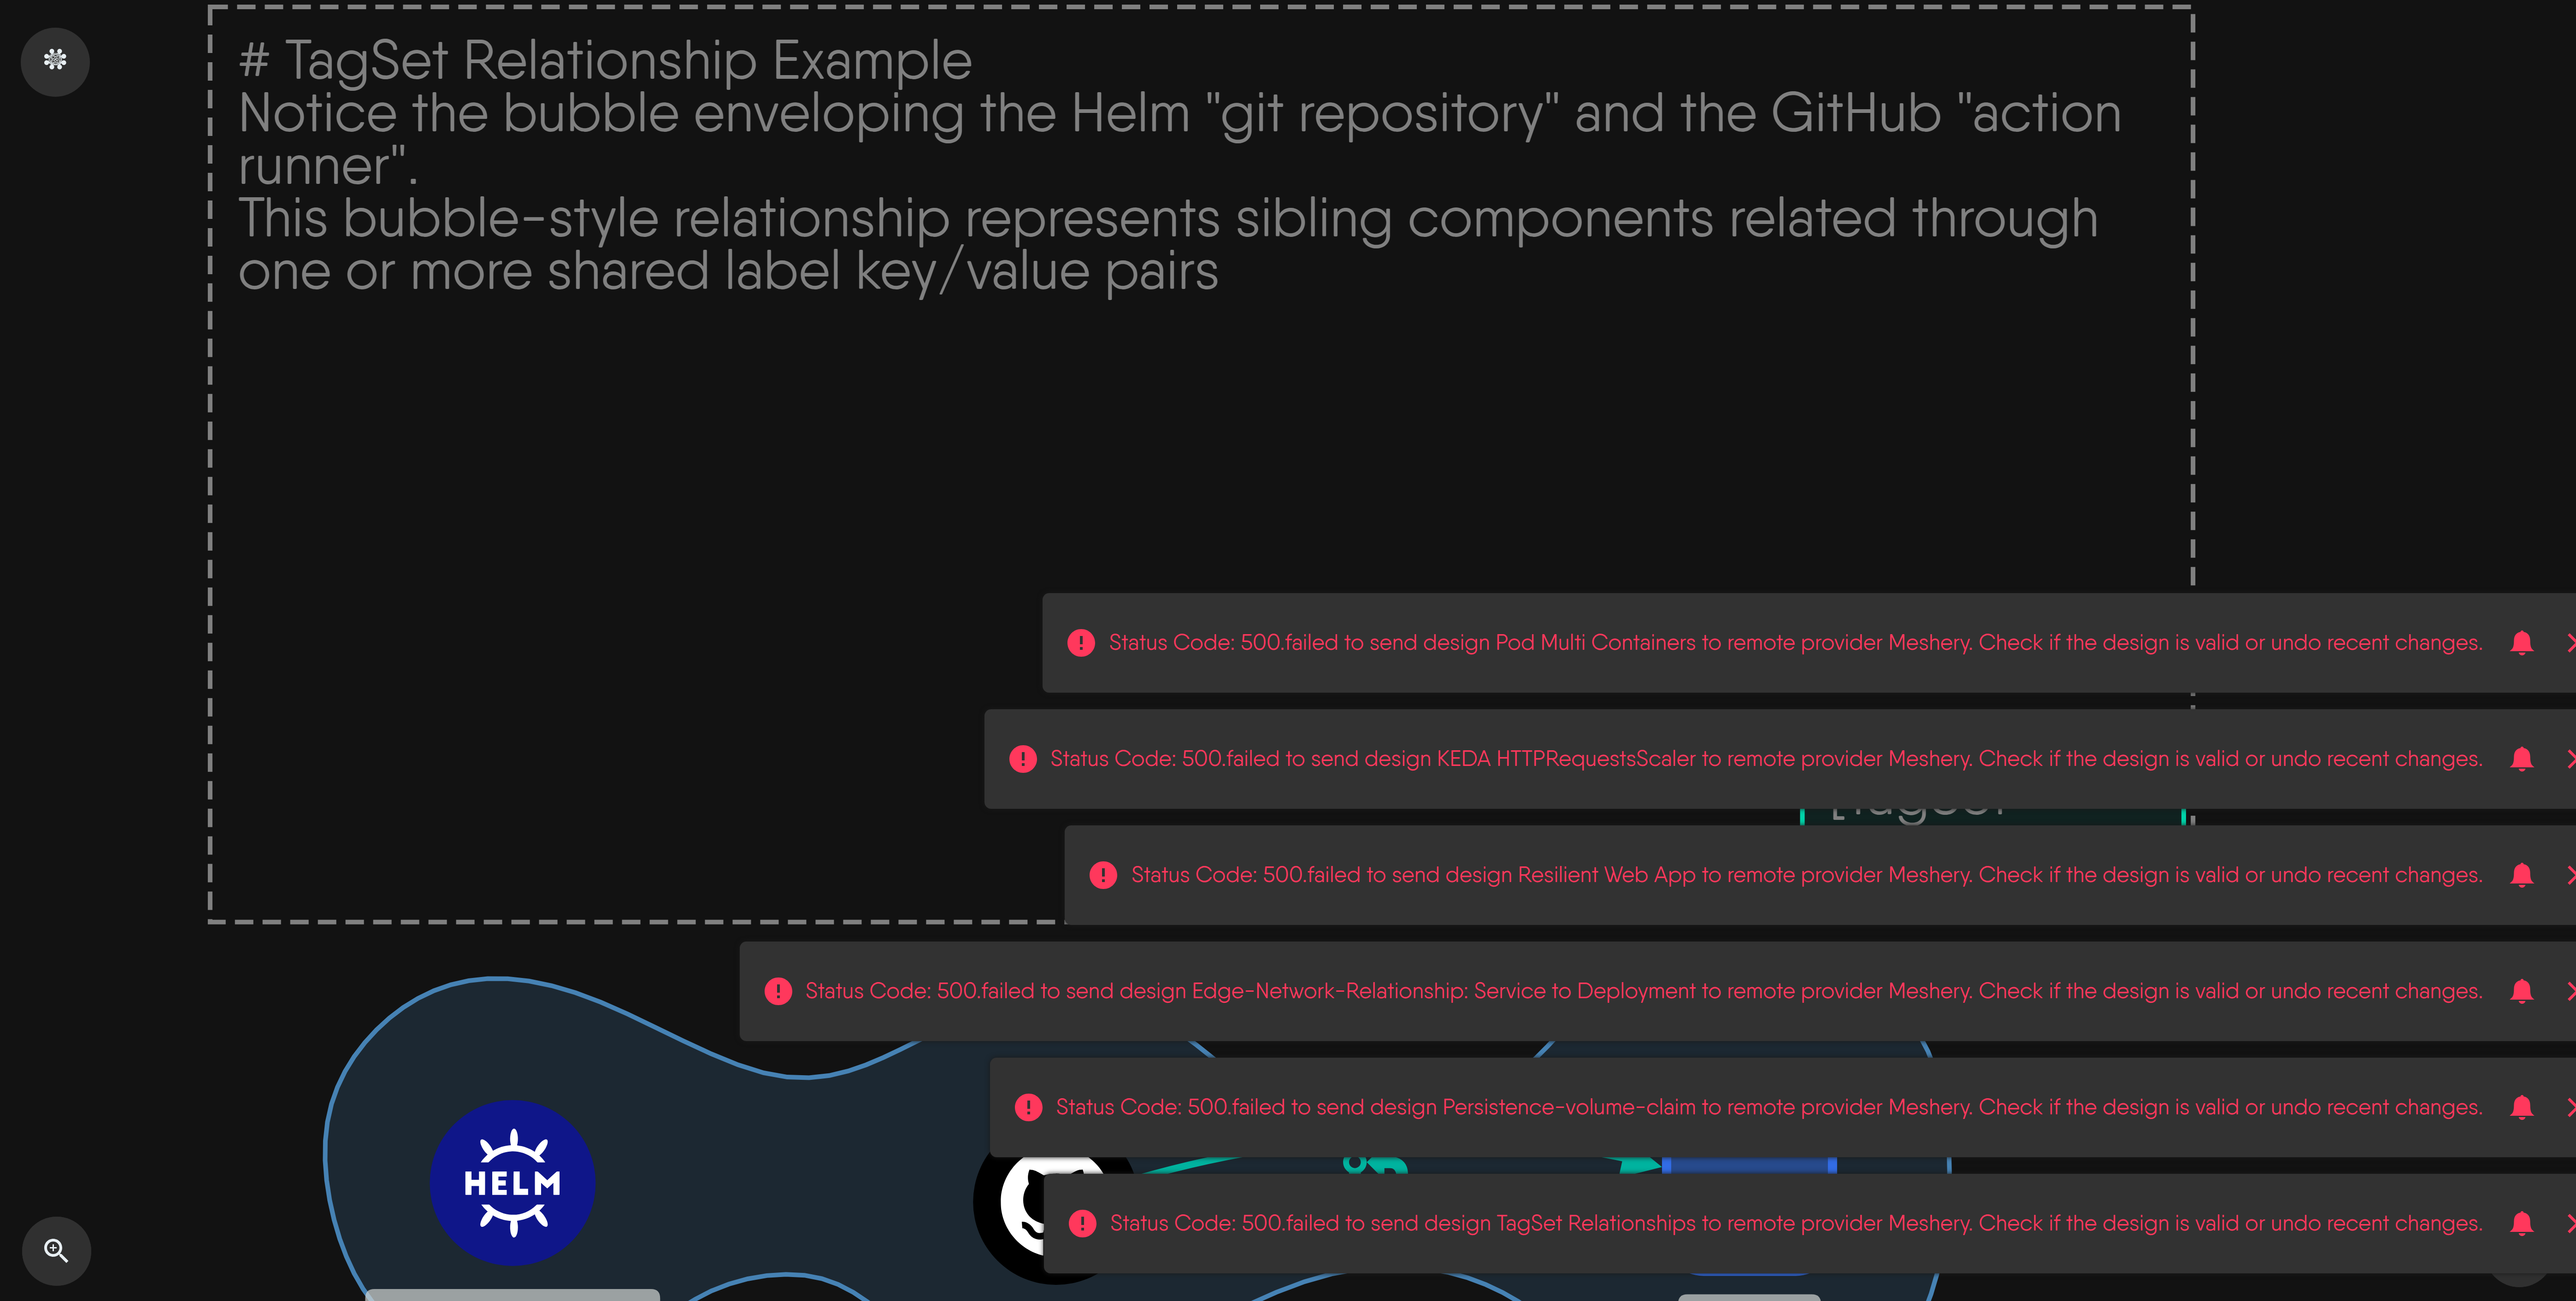 # TagSet Relationship Example
Notice the bubble enveloping the Helm "git repository" and the GitHub "action
runner".
This bubble-style relationship represents sibling components related through
one or more shared label key/value pairs
Status Code: 500.failed to send design Pod Multi Containers to remote provider Meshery. Check if the design is valid or undo recent changes.
Status Code: 500.failed to send design KEDA HTTPRequestsScaler to remote provider Meshery. Check if the design is valid or undo recent changes.
Status Code: 500.failed to send design Resilient Web App to remote provider Meshery. Check if the design is valid or undo recent changes.
Status Code: 500.failed to send design Edge-Network-Relationship: Service to Deployment to remote provider Meshery. Check if the design is valid or undo recent changes.
Status Code: 500.failed to send design Persistence-volume-claim to remote provider Meshery. Check if the design is valid or undo recent changes.
HELM
Status Code: 500.failed to send design TagSet Relationships to remote provider Meshery. Check if the design is valid or undo recent changes.